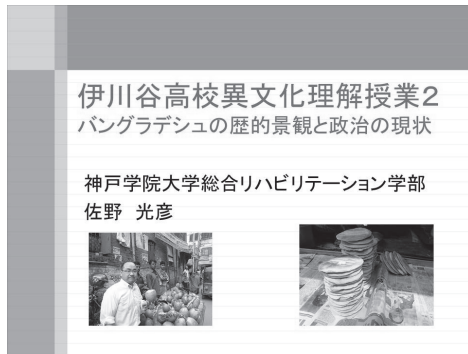 伊川谷高校異文化理解授業2
バングラデシュの歴的景観と政治の現状
神戸学院大学総合リハビリテーション学部
佐野 光彦